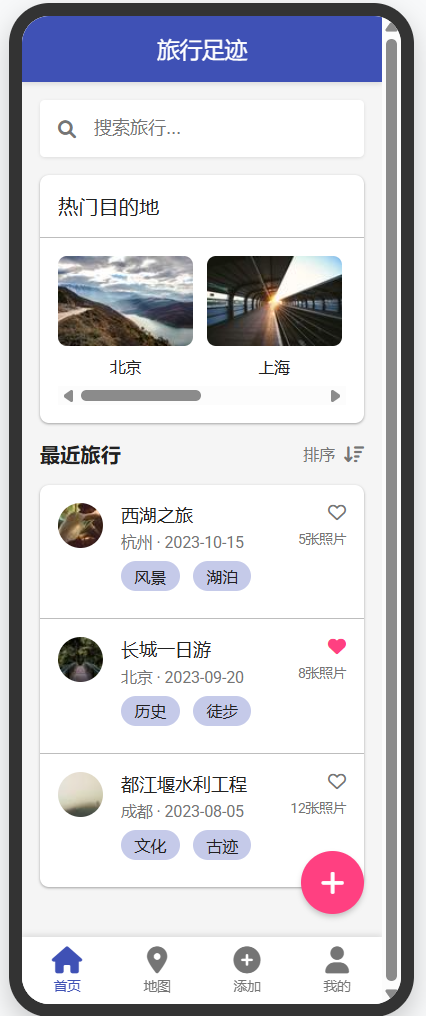 旅行足迹
搜索旅行...
热门目的地
北京 上海
最近旅行 排序
西湖之旅
杭州 · 2023-10-15 5张照片
风景 湖泊
长城一日游
北京 · 2023-09-20 8张照片
历史 徒步
都江堰水利工程
成都 · 2023-08-05 12张照片
文化 古迹
首页 地图 添加 我的